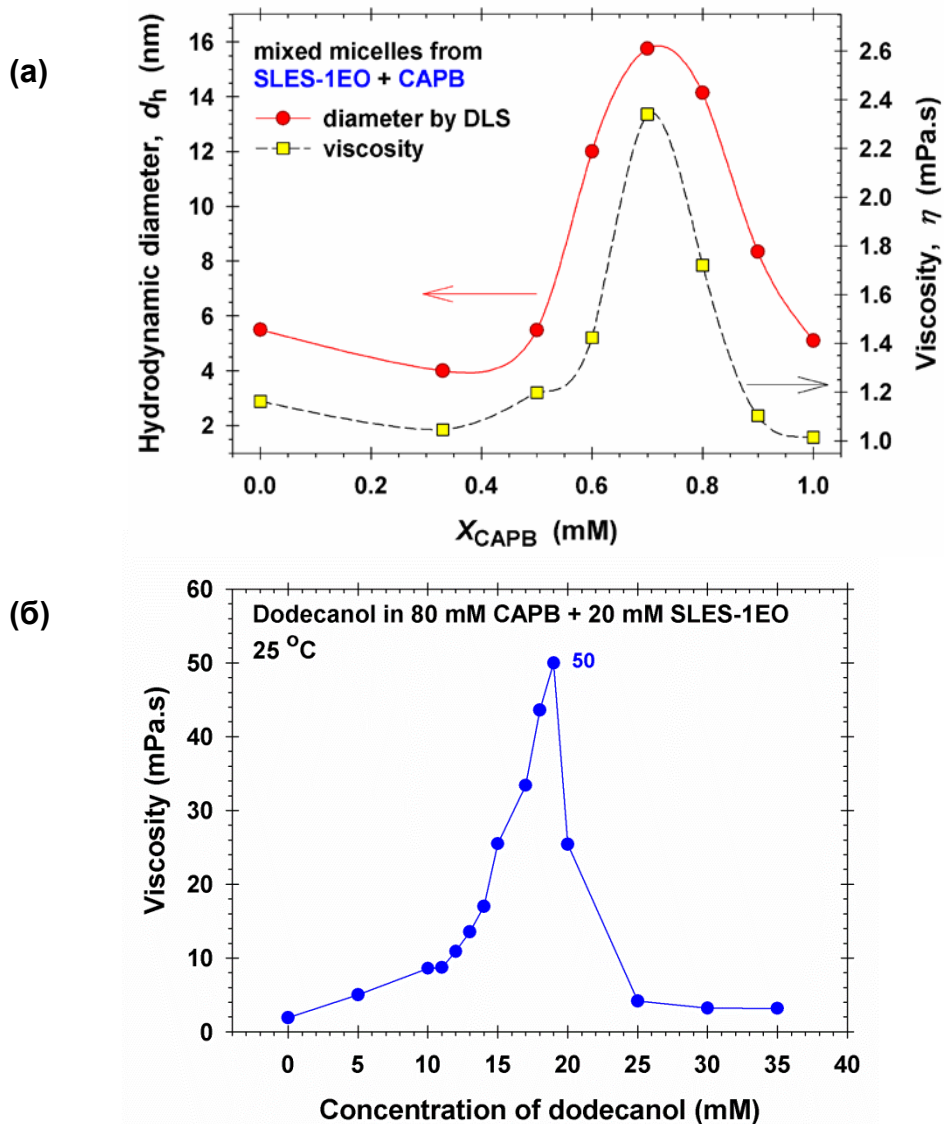 (а)
mixed micelles from
SLES-1EO + CAPB
diameter by DLS
viscosity
Hydrodynamic diameter, dh (nm)
16
14
12
10
8
6
4
2
2.6
2.4
2.2
2.0
1.8
1.6
1.4
1.2
1.0
Viscosity, η (mPa.s)
0.0 0.2 0.4 0.6 0.8 1.0
XCAPB (mM)
(б)
Dodecanol in 80 mM CAPB + 20 mM SLES-1EO
25 °C
50
Viscosity (mPa.s)
60
50
40
30
20
10
0
0 5 10 15 20 25 30 35 40
Concentration of dodecanol (mM)